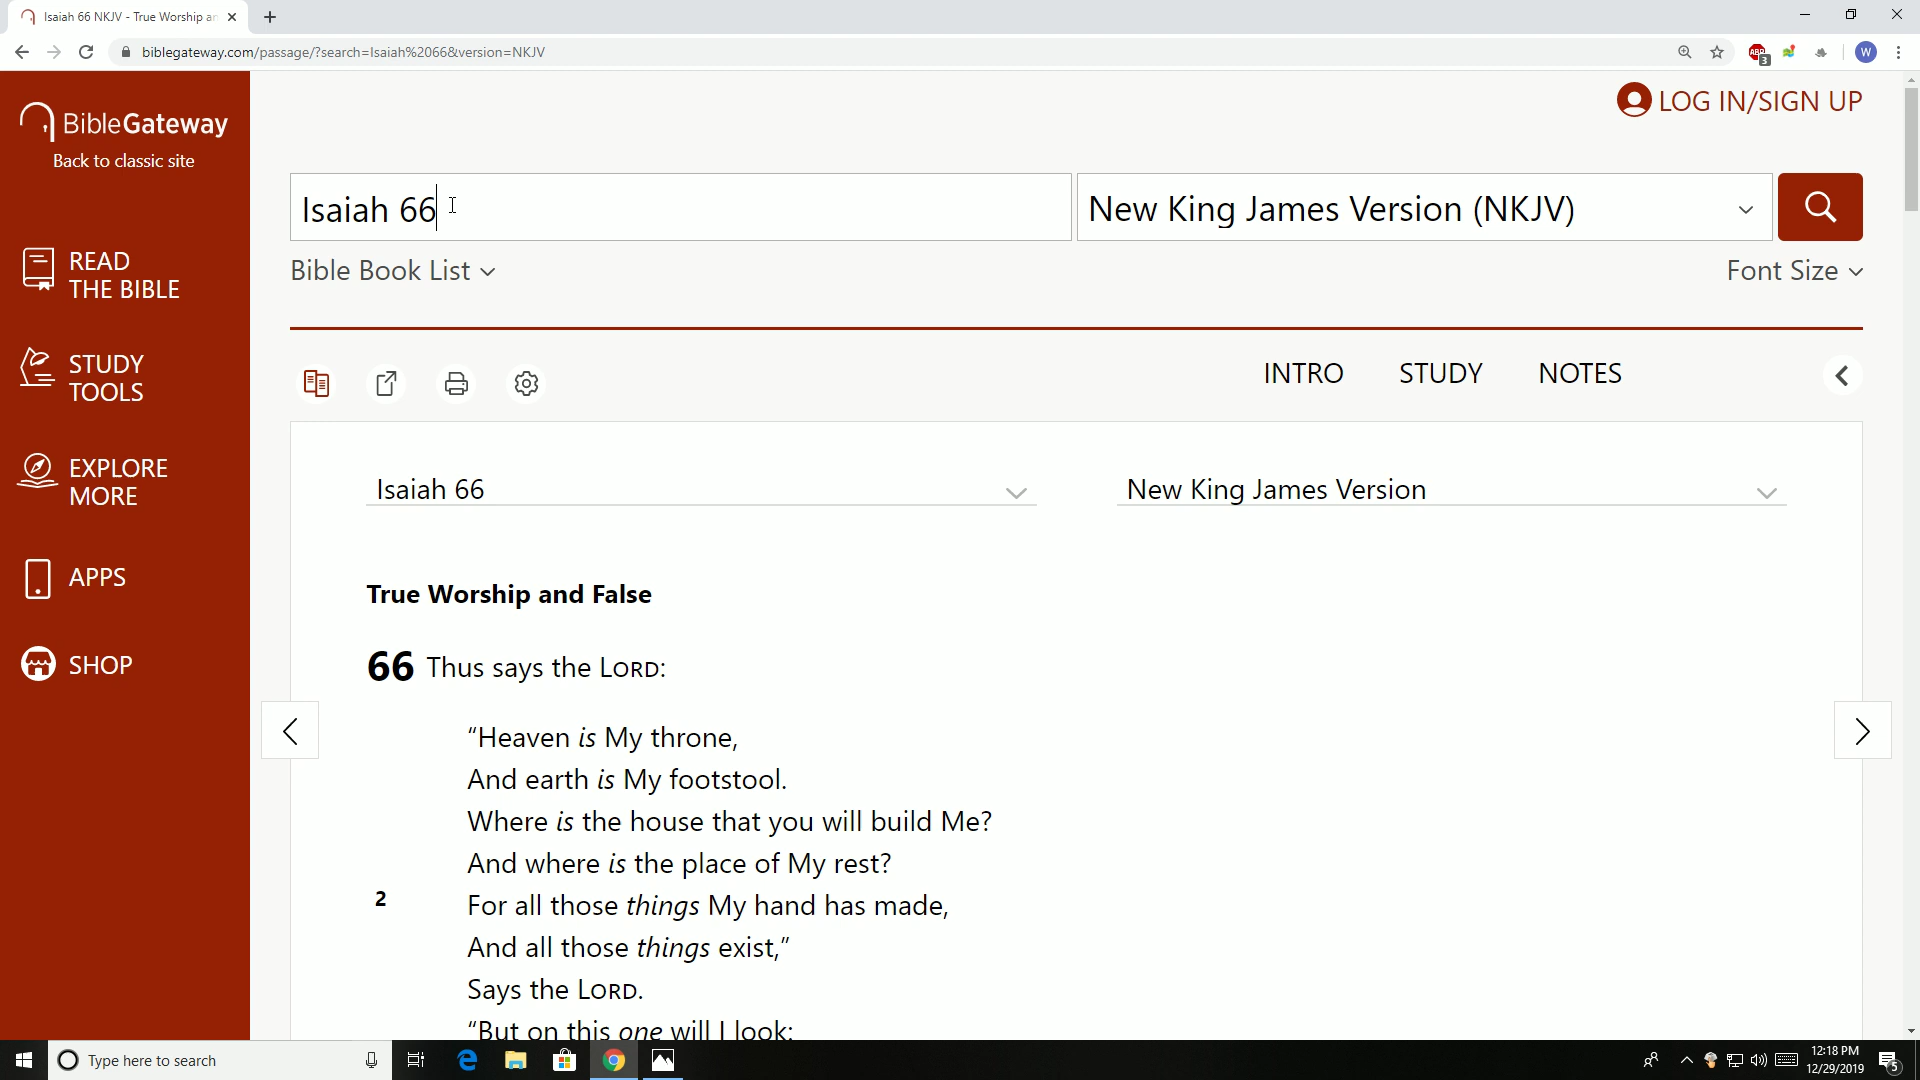 Isaiah 66 NKJV - True Worship an
biblegateway.com/passage/?search=Isaiah%2066&version=NKJV
ABP
3
W
BibleGateway
Back to classic site
LOG IN/SIGN UP
Isaiah 66
New King James Version (NKJV)
Bible Book List
Font Size
READ
THE BIBLE
STUDY
TOOLS
EXPLORE
MORE
APPS
SHOP
INTRO
STUDY
NOTES
Isaiah 66
New King James Version
True Worship and False
66 Thus says the LORD:
“Heaven is My throne,
And earth is My footstool.
Where is the house that you will build Me?
And where is the place of My rest?
2 For all those things My hand has made,
And all those things exist,”
Says the LORD.
“But on this one will I look:
Type here to search
12:18 PM
12/29/2019
5